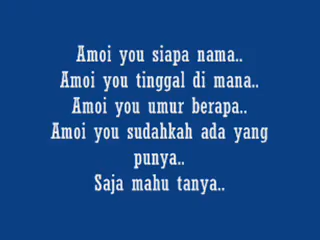 Amoi you siapa nama..
Amoi you tinggal di mana..
Amoi you umur berapa..
Amoi you sudahkah ada yang
punya..
Saja mahu tanya..